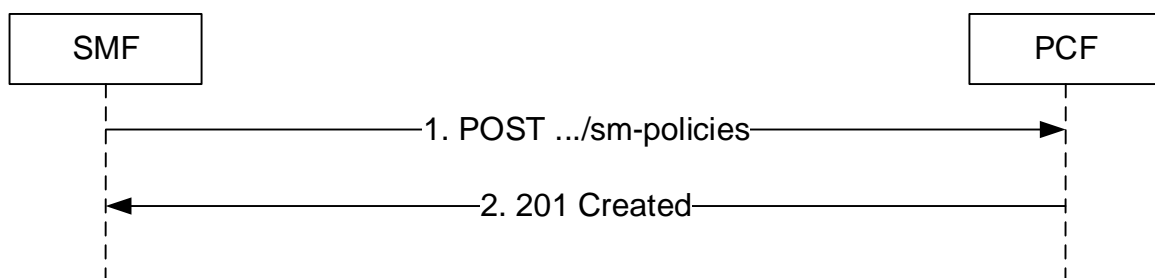 SMF
PCF
1. POST .../sm-policies
2. 201 Created